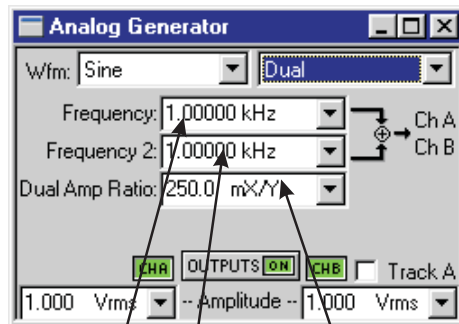 Analog Generator
Wfm: Sine Dual
Frequency: 1.00000 kHz Ch A
Frequency 2: 1.00000 kHz Ch B
Dual Amp Ratio: 250.0 mX/Y
CHA OUTPUTS ON CHB Track A
1.000 Vrms -- Amplitude -- 1.000 Vrms